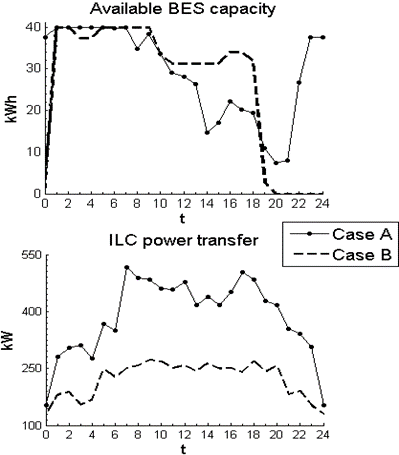 Available BES capacity
40
30
20
10
0
kWh
0 2 4 6 8 10 12 14 16 18 20 22 24
t
ILC power transfer
Case A
Case B
550
400
250
100
kW
0 2 4 6 8 10 12 14 16 18 20 22 24
t